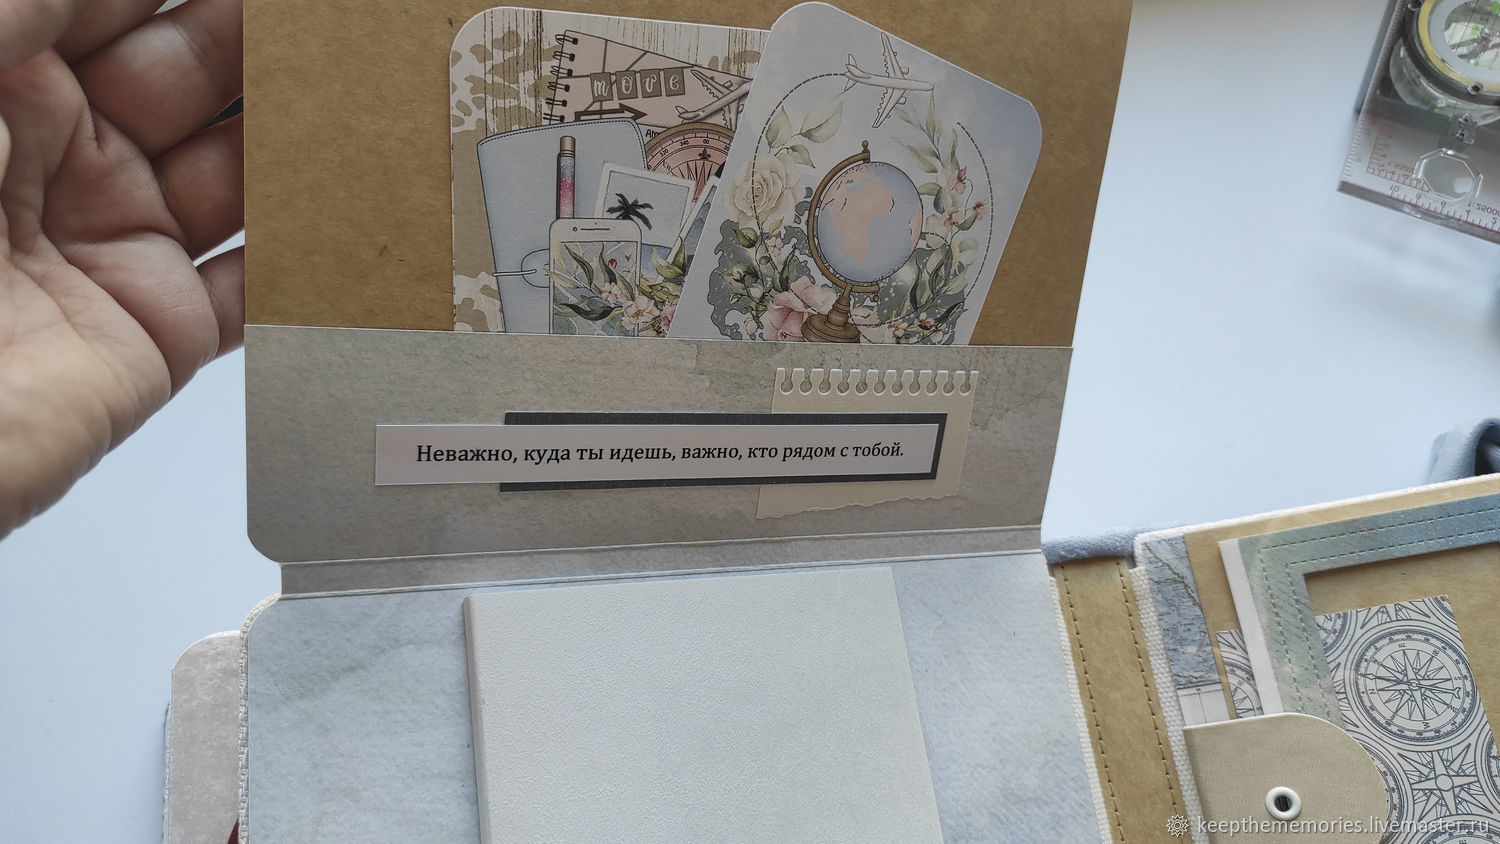 move
Неважно, куда ты идешь, важно, кто рядом с тобой.
keepthememories.livemaster.ru